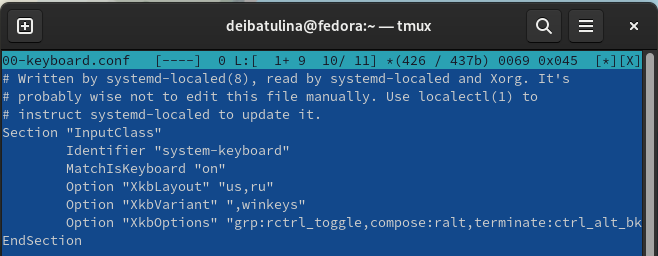 deibatulina@fedora:~ — tmux
00-keyboard.conf [----] 0 L:[ 1+ 9 10/ 11] *(426 / 437b) 0069 0x045 [*][X]
# Written by systemd-localed(8), read by systemd-localed and Xorg. It's
# probably wise not to edit this file manually. Use localectl(1) to
# instruct systemd-localed to update it.
Section "InputClass"
Identifier "system-keyboard"
MatchIsKeyboard "on"
Option "XkbLayout" "us,ru"
Option "XkbVariant" ",winkeys"
Option "XkbOptions" "grp:rctrl_toggle,compose:ralt,terminate:ctrl_alt_bk
EndSection